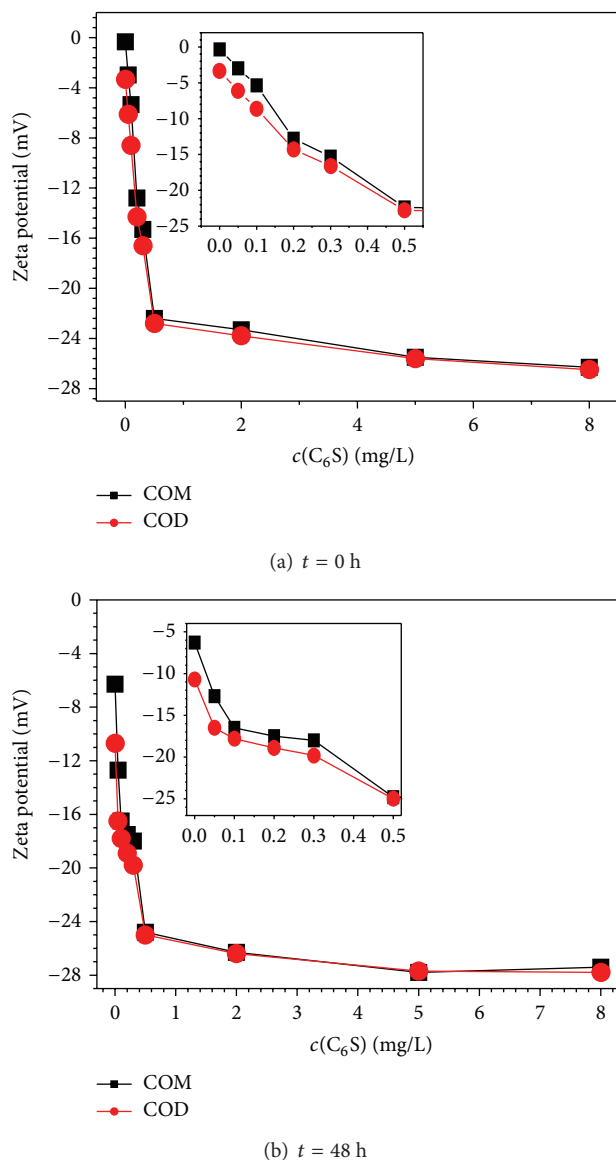 0
−4
−8
−12
−16
−20
−24
−28
Zeta potential (mV)
0
−5
−10
−15
−20
−25
0.0 0.1 0.2 0.3 0.4 0.5
0 2 4 6 8
c(C₆S) (mg/L)
COM
COD
(a) t = 0 h
0
−4
−8
−12
−16
−20
−24
−28
Zeta potential (mV)
−5
−10
−15
−20
−25
0.0 0.1 0.2 0.3 0.4 0.5
0 1 2 3 4 5 6 7 8
c(C₆S) (mg/L)
COM
COD
(b) t = 48 h